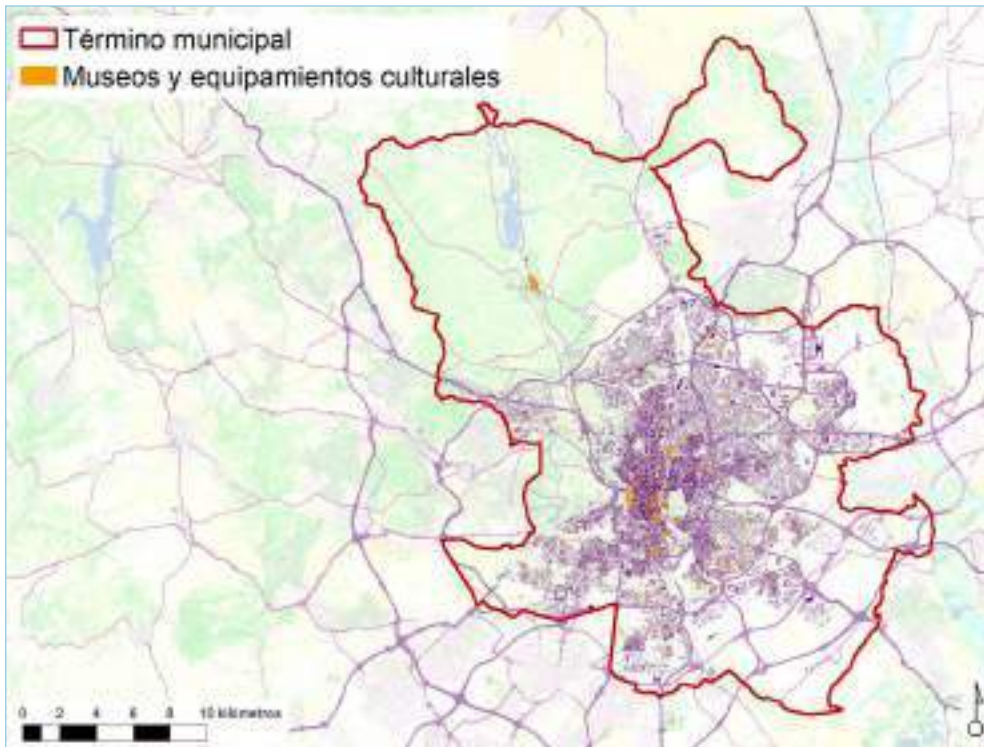 Término municipal
Museos y equipamientos culturales
0 2 4 6 8 10 kilómetros